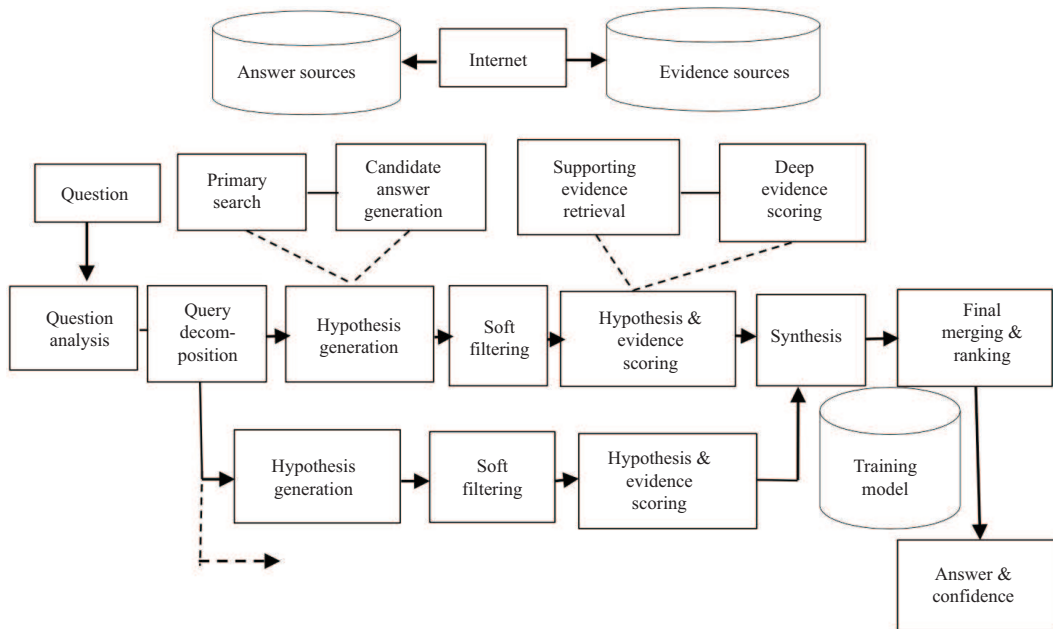 Answer sources
Internet
Evidence sources
Question
Primary
search
Candidate
answer
generation
Supporting
evidence
retrieval
Deep
evidence
scoring
Question
analysis
Query
decom-
position
Hypothesis
generation
Soft
filtering
Hypothesis &
evidence
scoring
Synthesis
Final
merging &
ranking
Hypothesis
generation
Soft
filtering
Hypothesis &
evidence
scoring
Training
model
Answer &
confidence